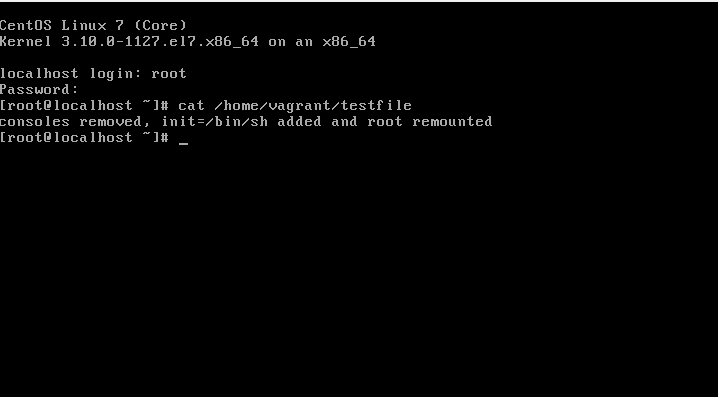 CentOS Linux 7 (Core)
Kernel 3.10.0-1127.el7.x86_64 on an x86_64
localhost login: root
Password:
[root@localhost ~]# cat /home/vagrant/testfile
consoles removed, init=/bin/sh added and root remounted
[root@localhost ~]# _